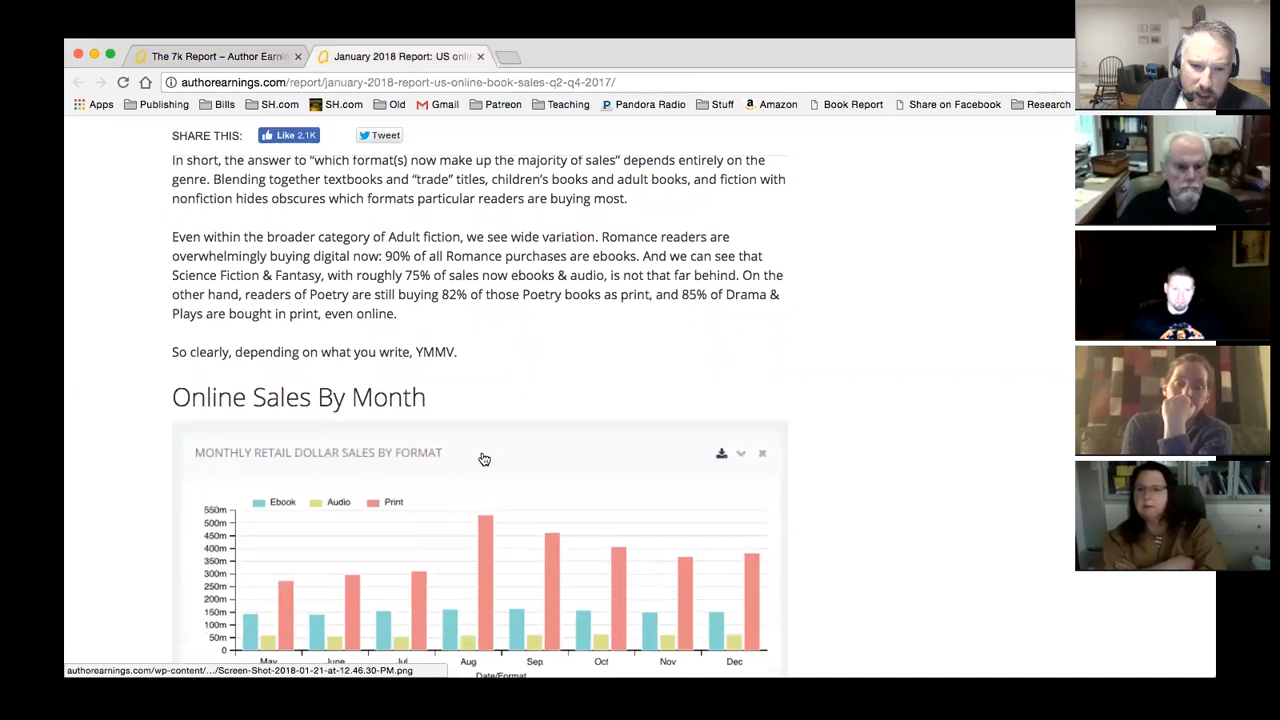 The 7k Report – Author Earni
January 2018 Report: US onl
authorearnings.com/report/january-2018-report-us-online-book-sales-q2-q4-2017/
Apps Publishing Bills SH.com SH.com Old Gmail Patreon Teaching Pandora Radio Stuff Amazon Book Report Share on Facebook Research
SHARE THIS: Like 2.1K Tweet
In short, the answer to “which format(s) now make up the majority of sales” depends entirely on the
genre. Blending together textbooks and “trade” titles, children’s books and adult books, and fiction with
nonfiction hides obscures which formats particular readers are buying most.
Even within the broader category of Adult fiction, we see wide variation. Romance readers are
overwhelmingly buying digital now: 90% of all Romance purchases are ebooks. And we can see that
Science Fiction & Fantasy, with roughly 75% of sales now ebooks & audio, is not that far behind. On the
other hand, readers of Poetry are still buying 82% of those Poetry books as print, and 85% of Drama &
Plays are bought in print, even online.
So clearly, depending on what you write, YMMV.
Online Sales By Month
MONTHLY RETAIL DOLLAR SALES BY FORMAT
Ebook Audio Print
550m
500m
450m
400m
350m
300m
250m
200m
150m
100m
50m
0
May June Jul Aug Sep Oct Nov Dec
Date/Format
authorearnings.com/wp-content/.../Screen-Shot-2018-01-21-at-12.46.30-PM.png